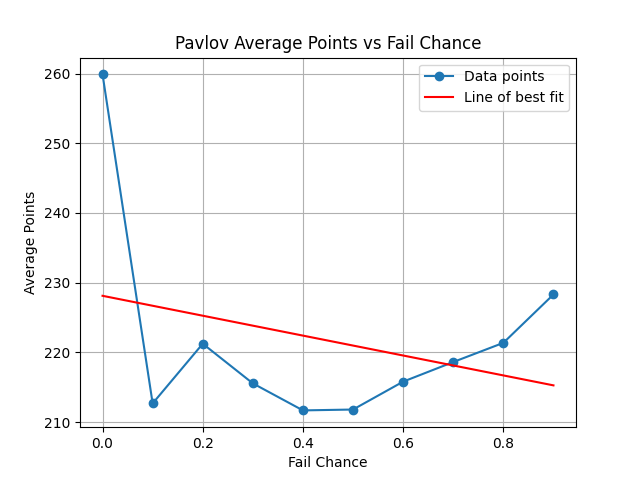 Pavlov Average Points vs Fail Chance
Data points
Line of best fit
260
250
240
230
220
210
Average Points
0.0 0.2 0.4 0.6 0.8
Fail Chance